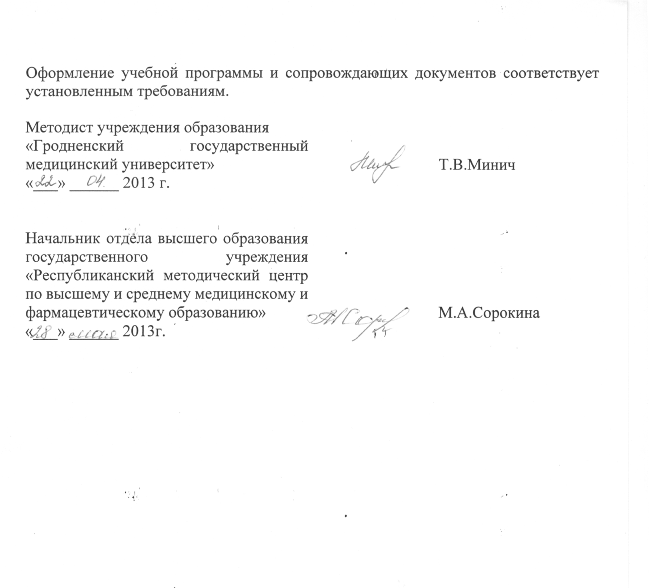 Оформление учебной программы и сопровождающих документов соответствует
установленным требованиям.
Методист учреждения образования
«Гродненский государственный
медицинский университет»
Т.В.Минич
«22» 04 2013 г.
Начальник отдела высшего образования
государственного учреждения
«Республиканский методический центр
по высшему и среднему медицинскому и
фармацевтическому образованию»
М.А.Сорокина
«28» мая 2013г.